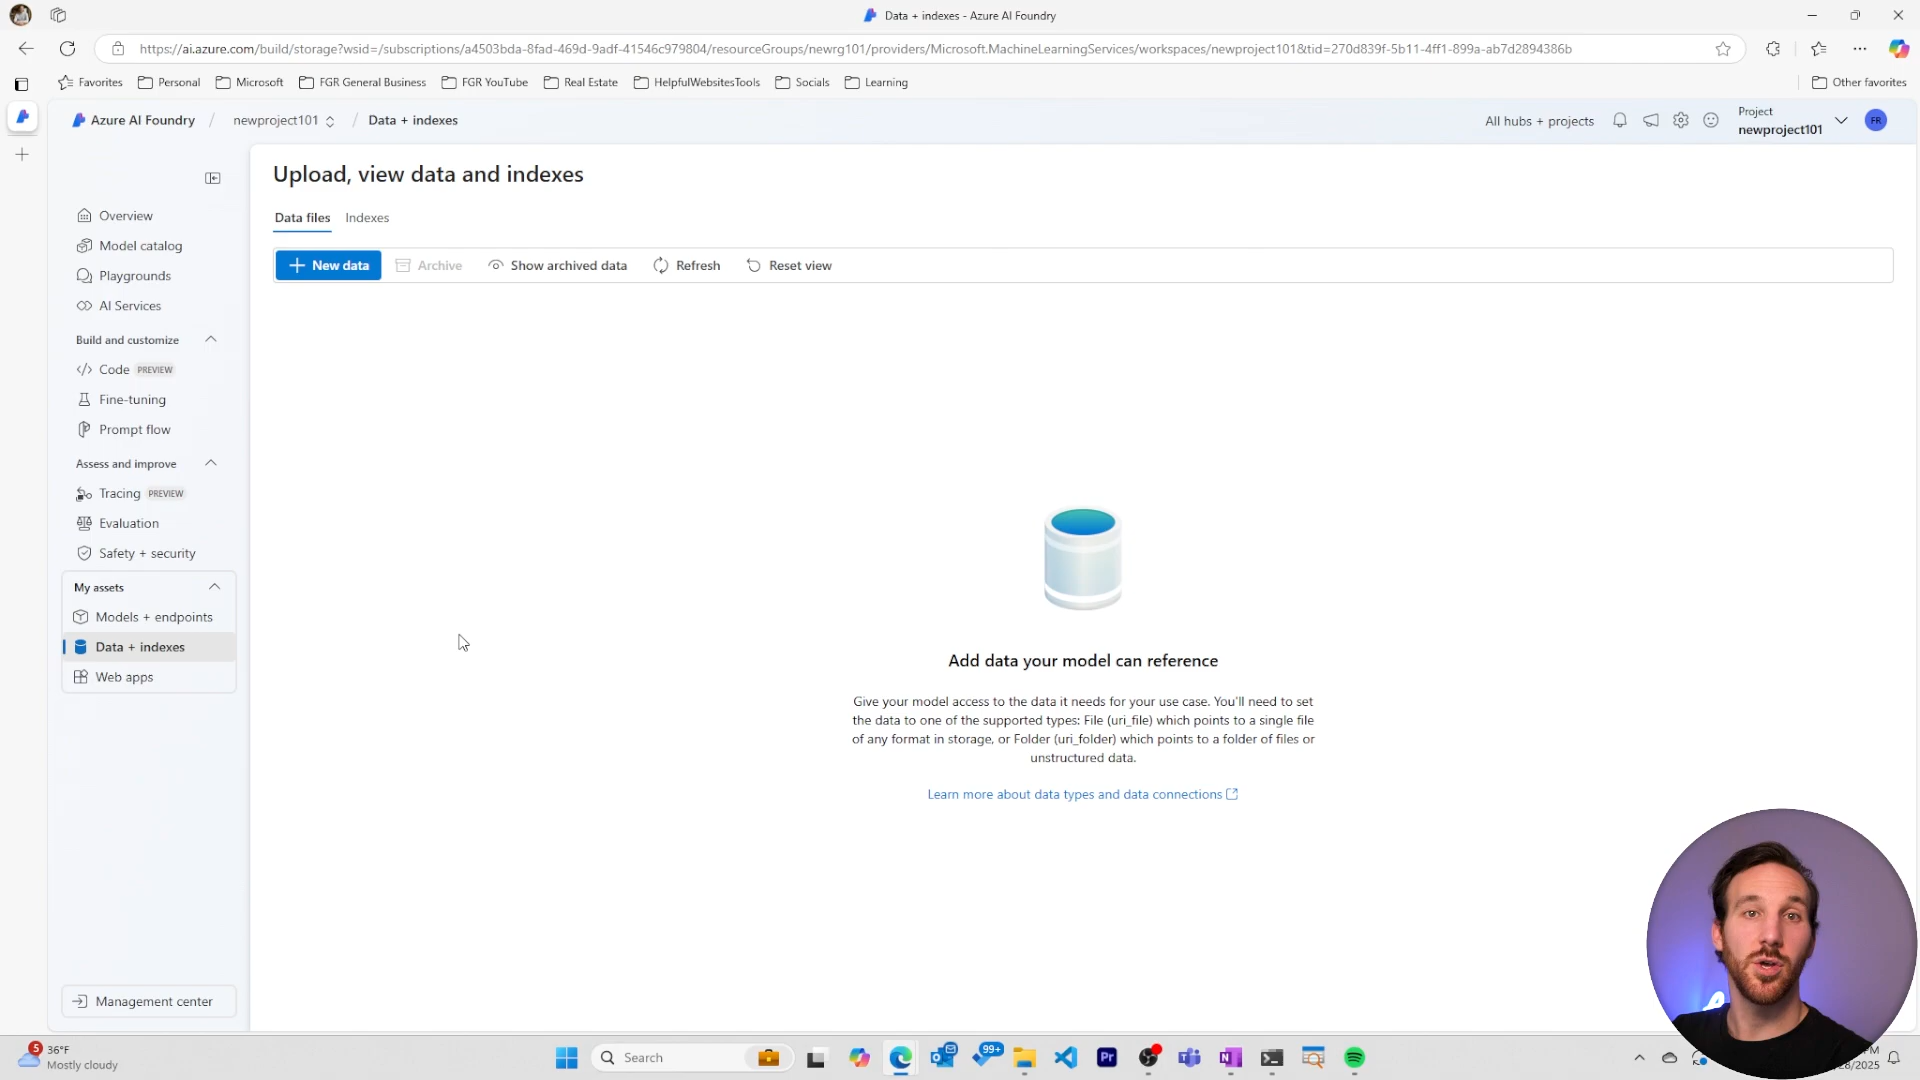 Data + indexes - Azure AI Foundry
https://ai.azure.com/build/storage?wsid=/subscriptions/a4503bda-8fad-469d-9adf-41546c979804/resourceGroups/newrg101/providers/Microsoft.MachineLearningServices/workspaces/newproject101&tid=270d839f-5b11-4ff1-899a-ab7d2894386b
Favorites Personal Microsoft FGR General Business FGR YouTube Real Estate HelpfulWebsitesTools Socials Learning Other favorites
Azure AI Foundry / newproject101 / Data + indexes
All hubs + projects
Project
newproject101
FR
Upload, view data and indexes
Data files Indexes
New data Archive Show archived data Refresh Reset view
Overview
Model catalog
Playgrounds
AI Services
Build and customize
Code PREVIEW
Fine-tuning
Prompt flow
Assess and improve
Tracing PREVIEW
Evaluation
Safety + security
My assets
Models + endpoints
Data + indexes
Web apps
Management center
Add data your model can reference
Give your model access to the data it needs for your use case. You'll need to set
the data to one of the supported types: File (uri_file) which points to a single file
of any format in storage, or Folder (uri_folder) which points to a folder of files or
unstructured data.
Learn more about data types and data connections
5
36°F
Mostly cloudy
Search
99+
Pr
PM
/2025